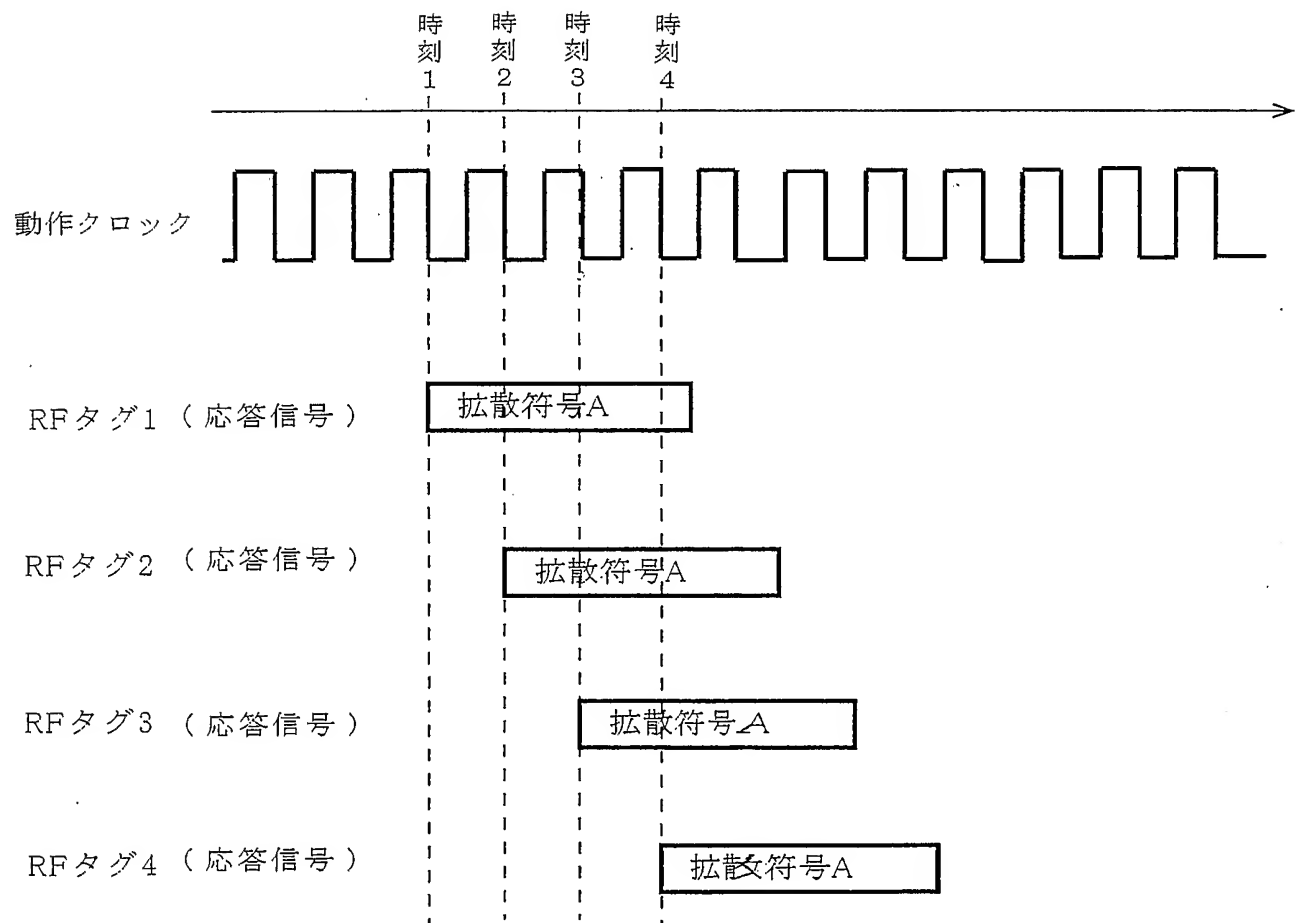 時刻1
時刻2
時刻3
時刻4
動作クロック
RFタグ1（応答信号）
拡散符号A
RFタグ2（応答信号）
拡散符号A
RFタグ3（応答信号）
拡散符号A
RFタグ4（応答信号）
拡散符号A